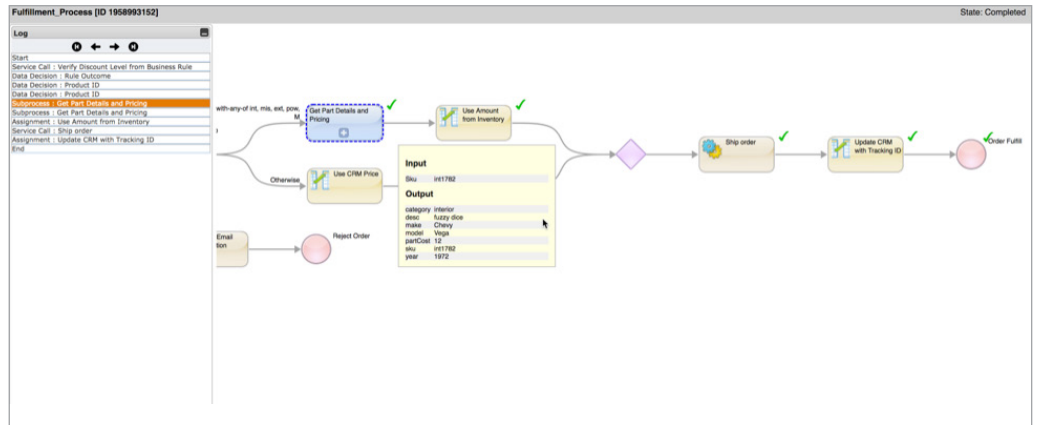 Fulfillment_Process [ID 1958993152]
State: Completed
Log
Start
Service Call : Verify Discount Level from Business Rule
Data Decision : Rule Outcome
Data Decision : Product ID
Data Decision : Product ID
Subprocess : Get Part Details and Pricing
Subprocess : Get Part Details and Pricing
Assignment : Use Amount from Inventory
Service Call : Ship order
Assignment : Update CRM with Tracking ID
End
with-any-of int, mis, ext, pow,
M
Get Part Details and
Pricing
Use Amount
from Inventory
Ship order
Update CRM
with Tracking ID
Order Fulfill
Otherwise
Use CRM Price
Input
Sku int1782
Output
category interior
desc fuzzy dice
make Chevy
model Vega
partCost 12
sku int1782
year 1972
Email
tion
Reject Order